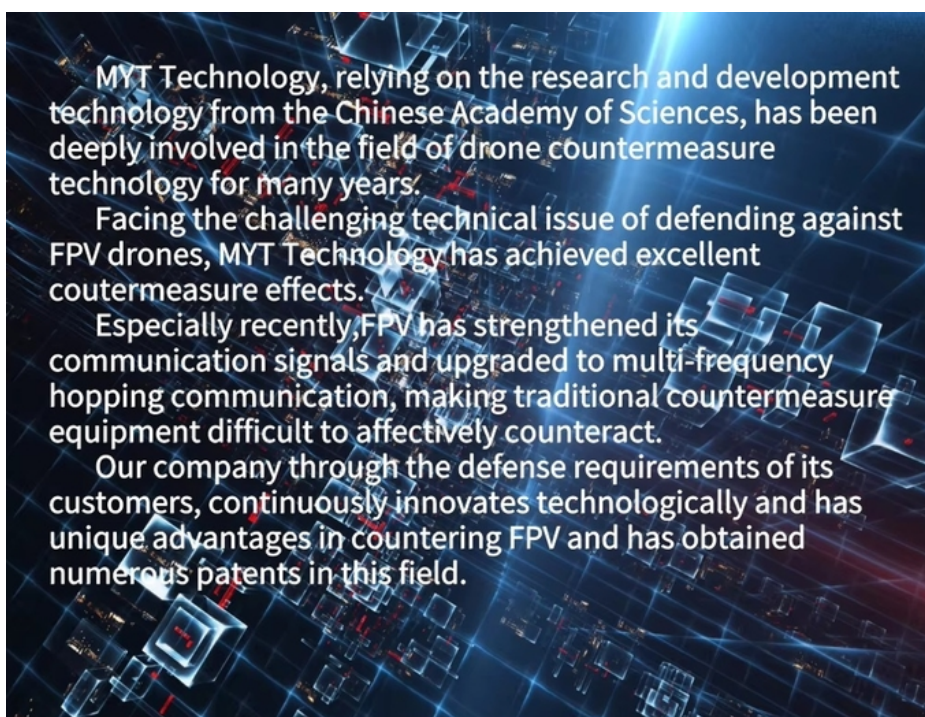 MYT Technology, relying on the research and development
technology from the Chinese Academy of Sciences, has been
deeply involved in the field of drone countermeasure
technology for many years.
Facing the challenging technical issue of defending against
FPV drones, MYT Technology has achieved excellent
coutermeasure effects.
Especially recently,FPV has strengthened its
communication signals and upgraded to multi-frequency
hopping communication, making traditional countermeasure
equipment difficult to affectively counteract.
Our company through the defense requirements of its
customers, continuously innovates technologically and has
unique advantages in countering FPV and has obtained
numerous patents in this field.